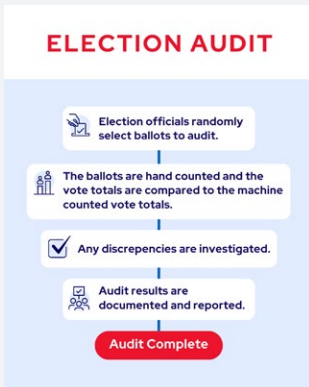 ELECTION AUDIT
Election officials randomly
select ballots to audit.
The ballots are hand counted and the
vote totals are compared to the machine
counted vote totals.
Any discrepancies are investigated.
Audit results are
documented and reported.
Audit Complete